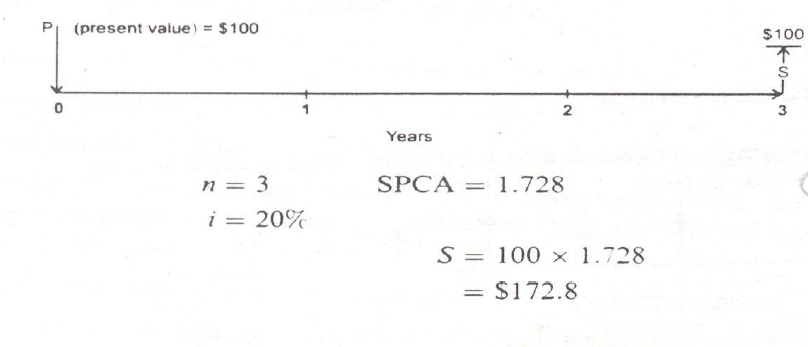 P (present value) = $100
$100
S
0 1 2 3
Years
n = 3 SPCA = 1.728
i = 20%
S = 100 × 1.728
= $172.8